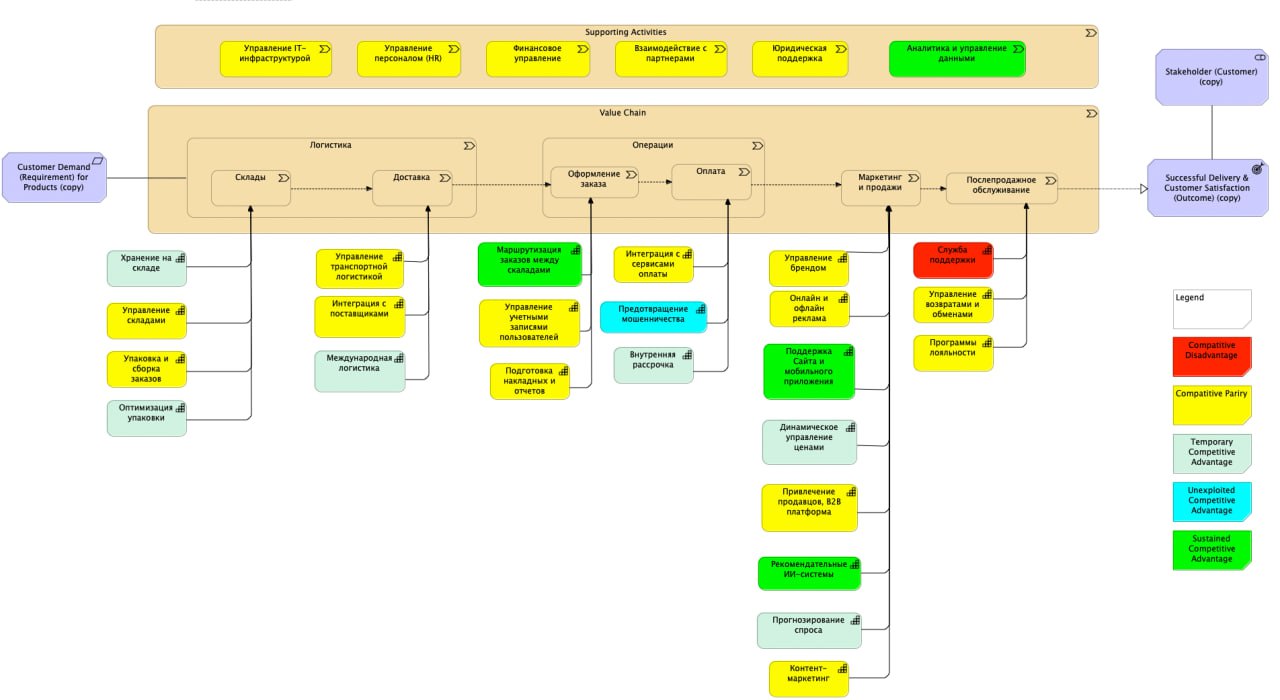 Supporting Activities
Управление IT-
инфраструктурой
Управление
персоналом (HR)
Финансовое
управление
Взаимодействие с
партнерами
Юридическая
поддержка
Аналитика и управление
данными
Stakeholder (Customer)
(copy)
Value Chain
Customer Demand
(Requirement) for
Products (copy)
Логистика
Склады
Доставка
Операции
Оформление
заказа
Оплата
Маркетинг
и продажи
Послепродажное
обслуживание
Successful Delivery &
Customer Satisfaction
(Outcome) (copy)
Хранение на
складе
Управление
складами
Упаковка и
сборка
заказов
Оптимизация
упаковки
Управление
транспортной
логистикой
Интеграция с
поставщиками
Международная
логистика
Маршрутизация
заказов между
скаладами
Управление
учетными
записями
пользователей
Подготовка
накладных и
отчетов
Интеграция с
сервисами
оплаты
Предотвращение
мошенничества
Внутренняя
рассрочка
Управление
брендом
Онлайн и
офлайн
реклама
Поддержка
Сайта и
мобильного
приложения
Динамическое
управление
ценами
Привлечение
продавцов, B2B
платформа
Рекомендательные
ИИ-системы
Прогнозирование
спроса
Контент-
маркетинг
Служба
поддержки
Управление
возвратами и
обменами
Программы
лояльности
Legend
Compatitive
Disadvantage
Compatitive Pariry
Temporary
Competitive
Advantage
Unexploited
Competitive
Advantage
Sustained
Competitive
Advantage